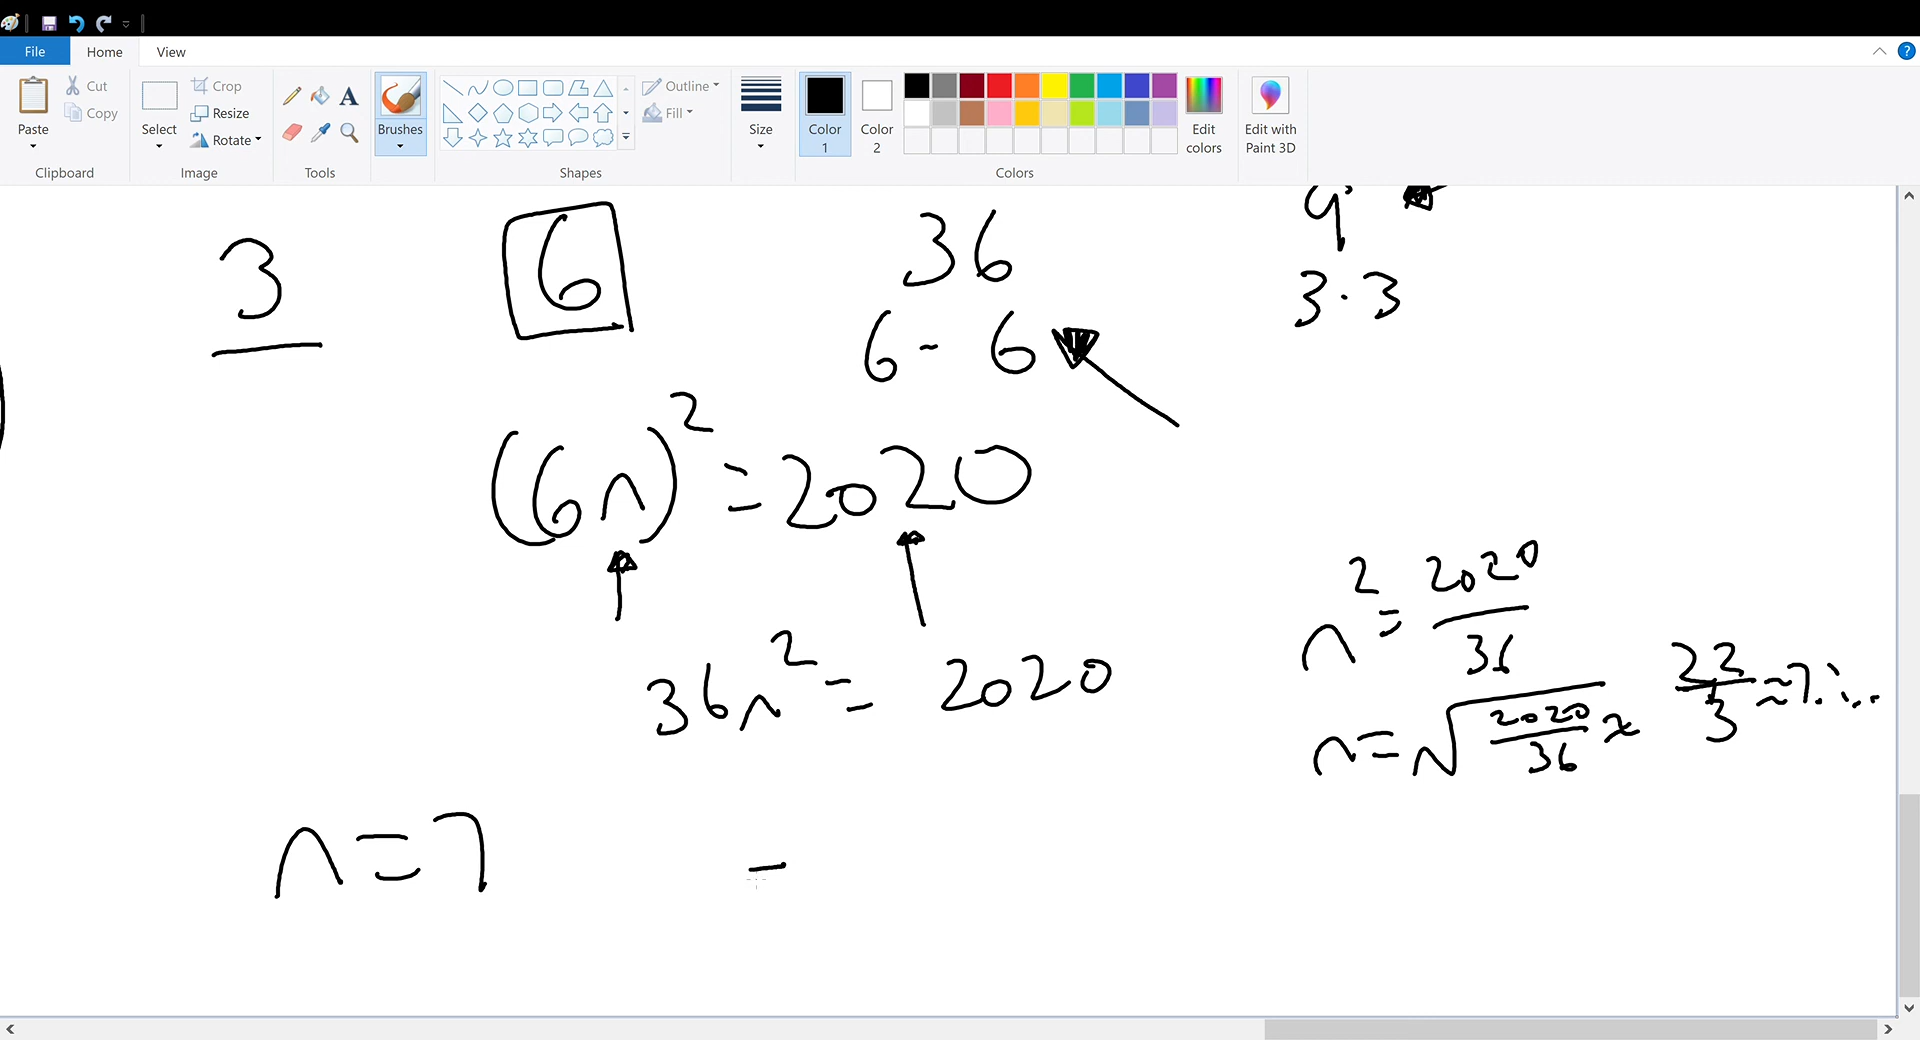 File Home View
Paste
Cut
Copy
Clipboard
Select
Crop
Resize
Rotate
Image
A
Tools
Brushes
Outline
Fill
Shapes
Size
Color 1
Color 2
Edit colors
Colors
Edit with Paint 3D
3
6
36
6 - 6
9
3 · 3
(6n)² = 2020
36n² = 2020
n² = 2020/36
n = √(2020/36) ≈ 22/3 ≈ 7.
n = 7